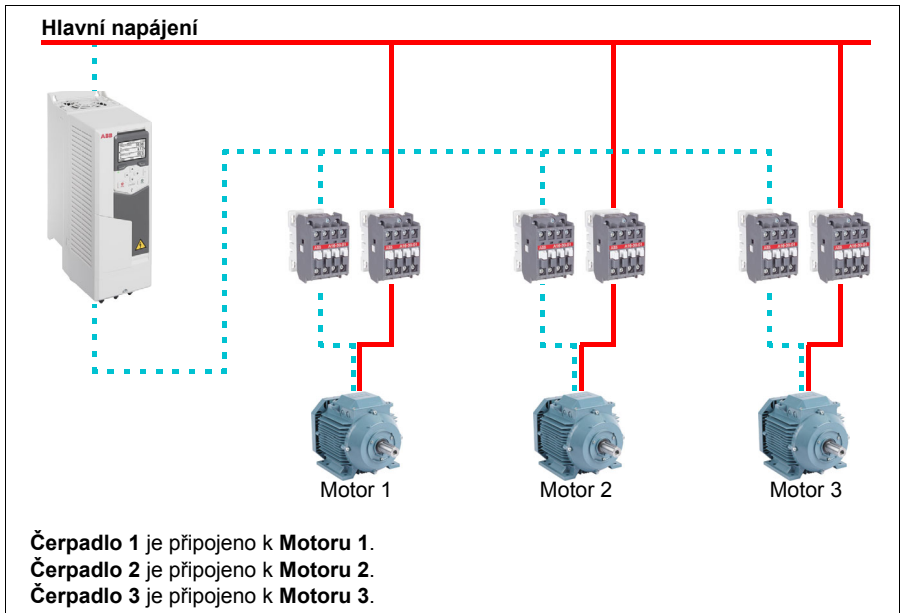 Hlavní napájení
ABB
Motor 1
Motor 2
Motor 3
Čerpadlo 1 je připojeno k Motoru 1.
Čerpadlo 2 je připojeno k Motoru 2.
Čerpadlo 3 je připojeno k Motoru 3.